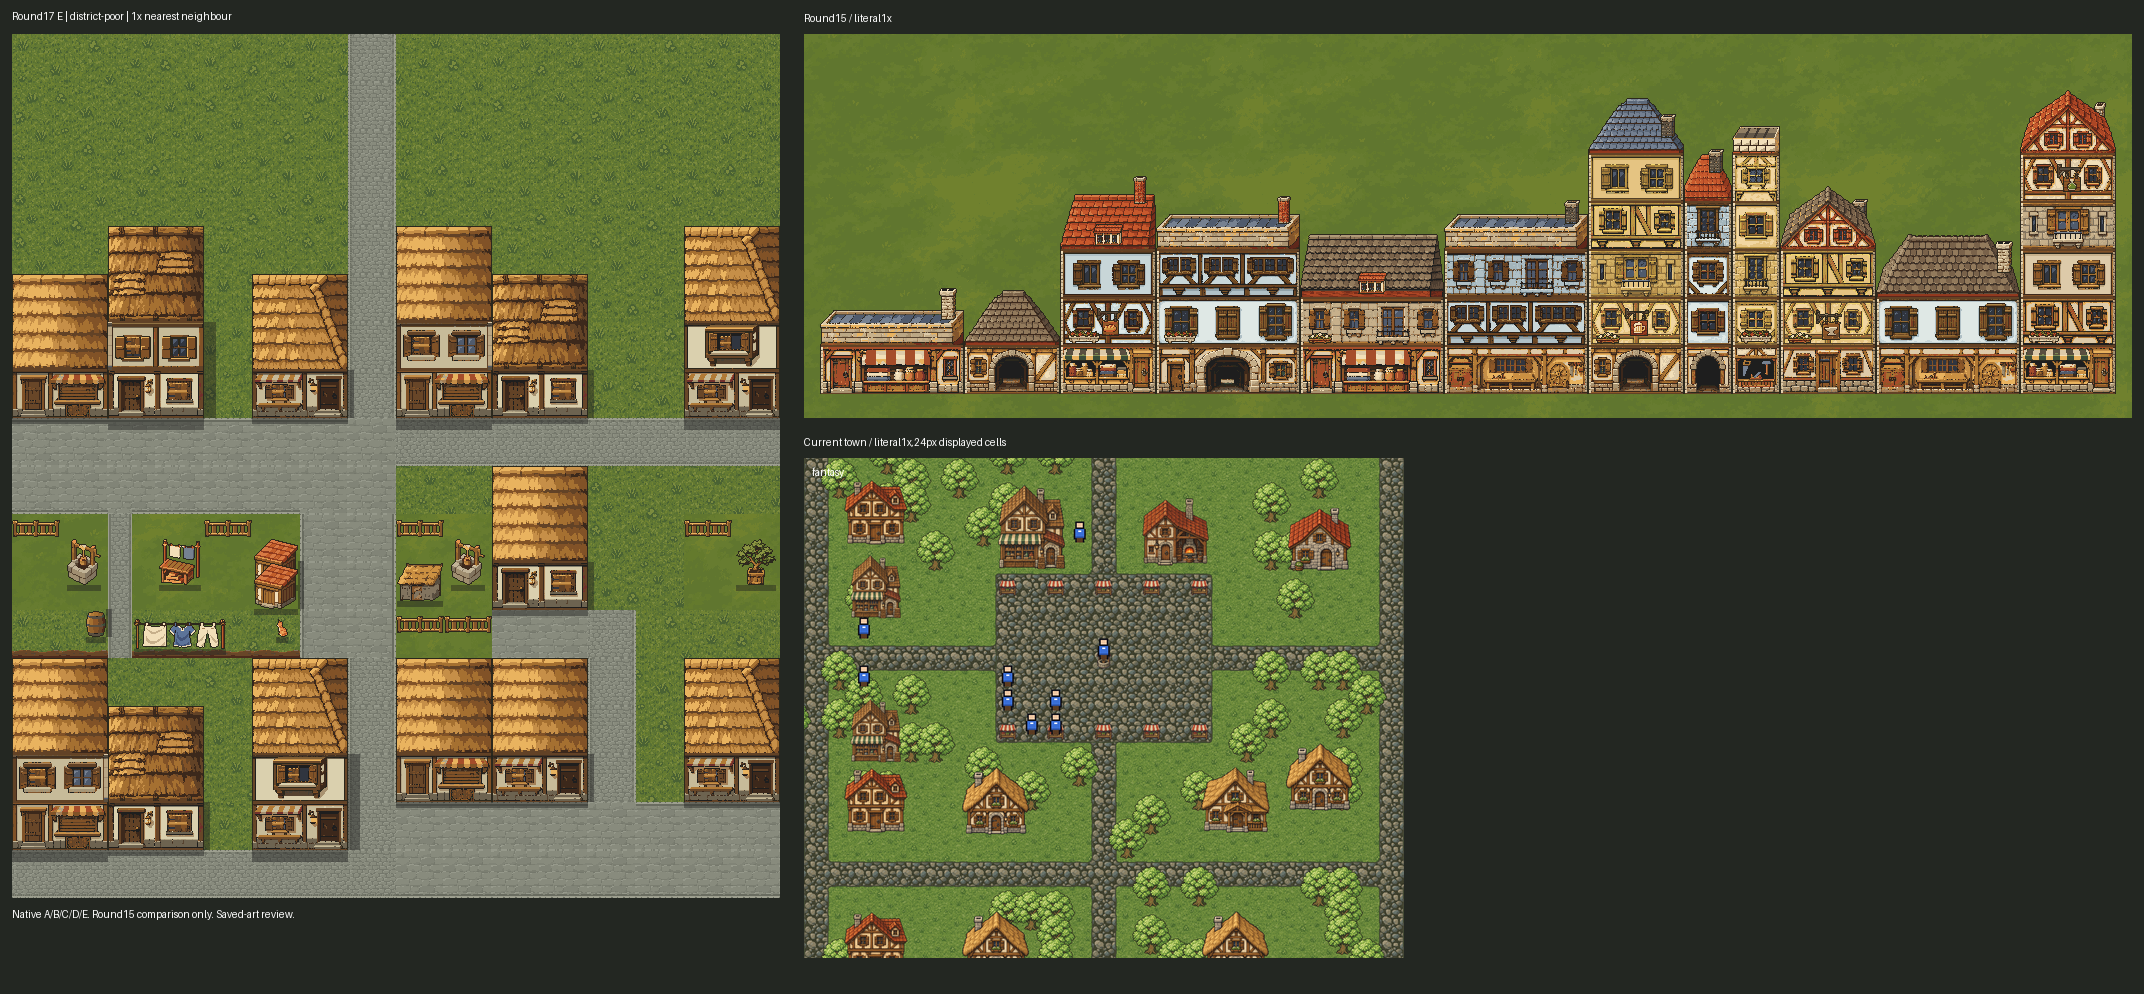 Round17 E | district-poor | 1x nearest neighbour
Round15 / literal1x
Current town / literal1x,24px displayed cells
fantasy
Native A/B/C/D/E. Round15 comparison only. Saved-art review.